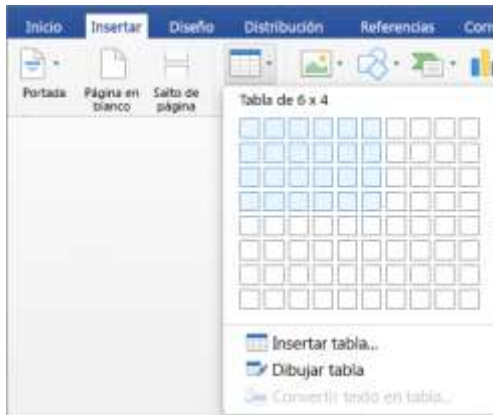 Inicio Insertar Diseño Distribución Referencias Corr
Portada Página en blanco Salto de página
Tabla de 6 x 4
Insertar tabla...
Dibujar tabla
Convertir texto en tabla...